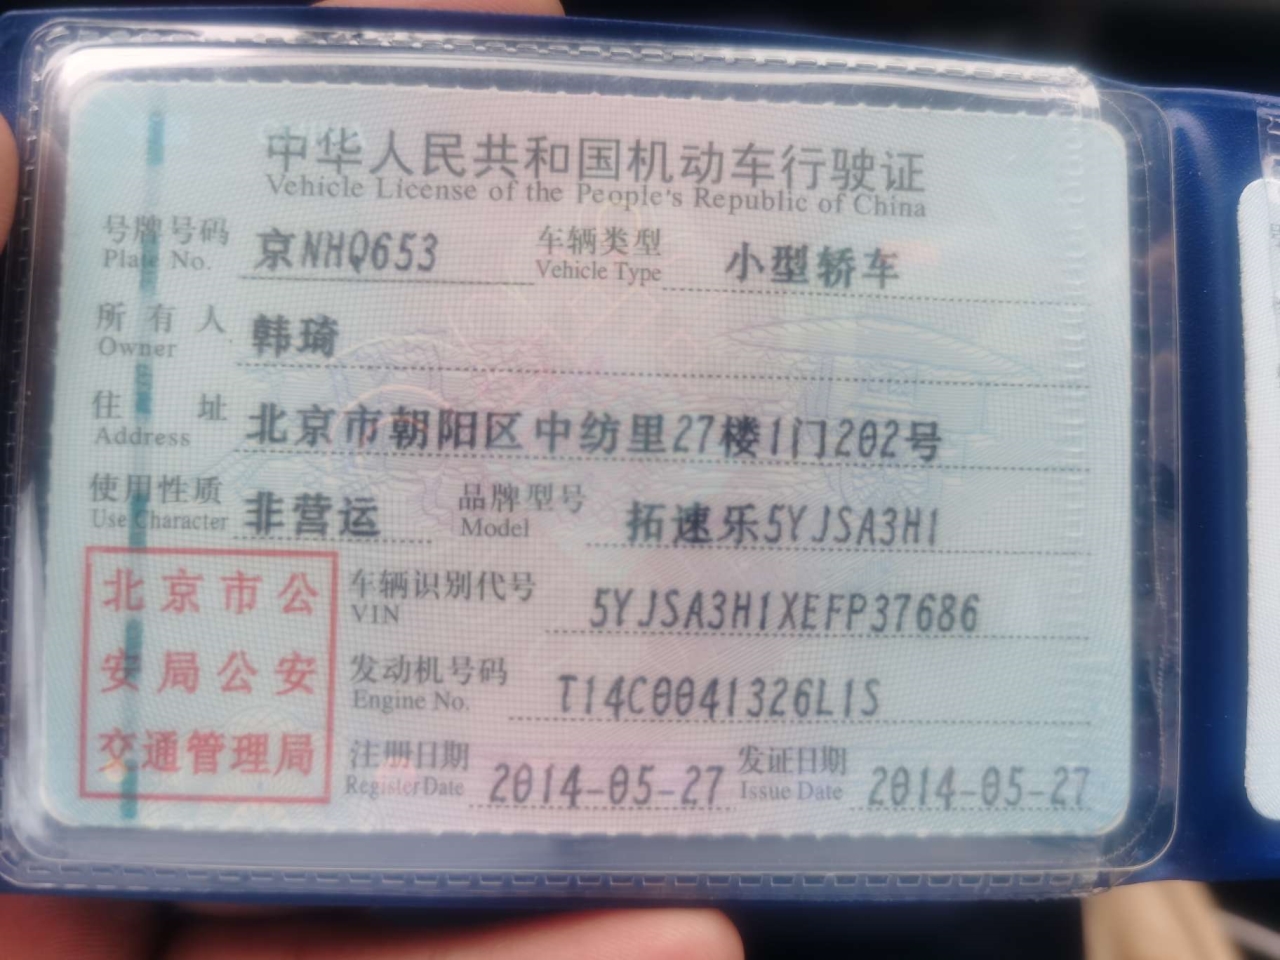 中华人民共和国机动车行驶证
Vehicle License of the People's Republic of China
号牌号码 京NHQ653 车辆类型 小型轿车
Plate No. Vehicle Type
所有人 韩琦
Owner
住址 北京市朝阳区中纺里27楼1门202号
Address
使用性质 非营运 品牌型号 拓速乐5YJSA3H1
Use Character Model
北京市公
安局公安
交通管理局
车辆识别代号 5YJSA3H1XEFP37686
VIN
发动机号码 T14C0041326L1S
Engine No.
注册日期 2014-05-27 发证日期 2014-05-27
Register Date Issue Date